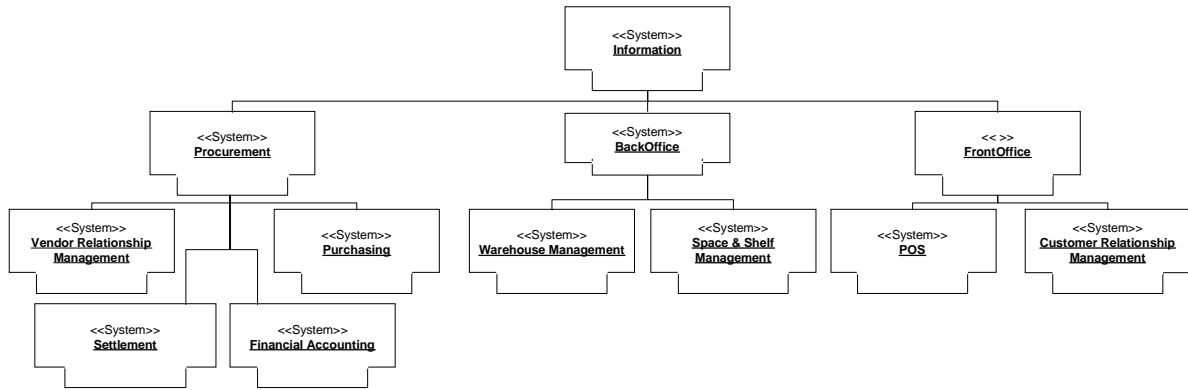 <<System>>
Information
<<System>>
Procurement
<<System>>
BackOffice
<< >>
FrontOffice
<<System>>
Vendor Relationship
Management
<<System>>
Purchasing
<<System>>
Warehouse Management
<<System>>
Space & Shelf
Management
<<System>>
POS
<<System>>
Customer Relationship
Management
<<System>>
Settlement
<<System>>
Financial Accounting